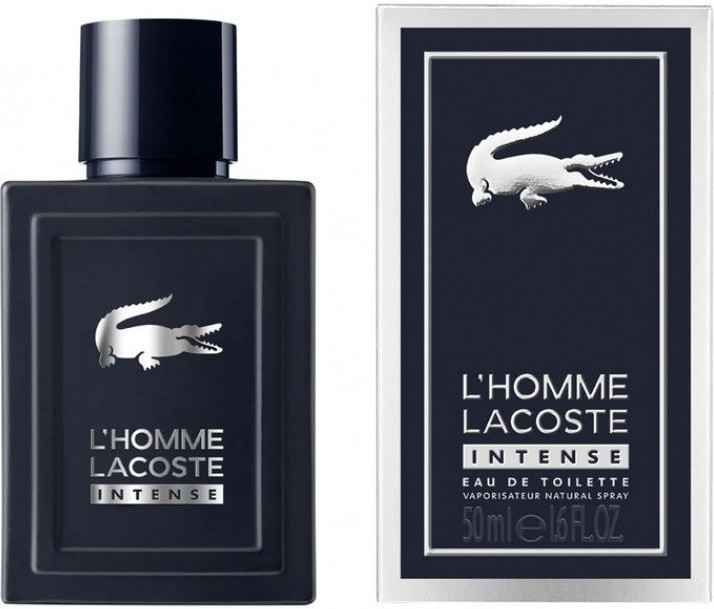 L'HOMME
LACOSTE
INTENSE
L'HOMME
LACOSTE
INTENSE
EAU DE TOILETTE
VAPORISATEUR NATURAL SPRAY
50ml ℮ 1.6 FL.OZ.